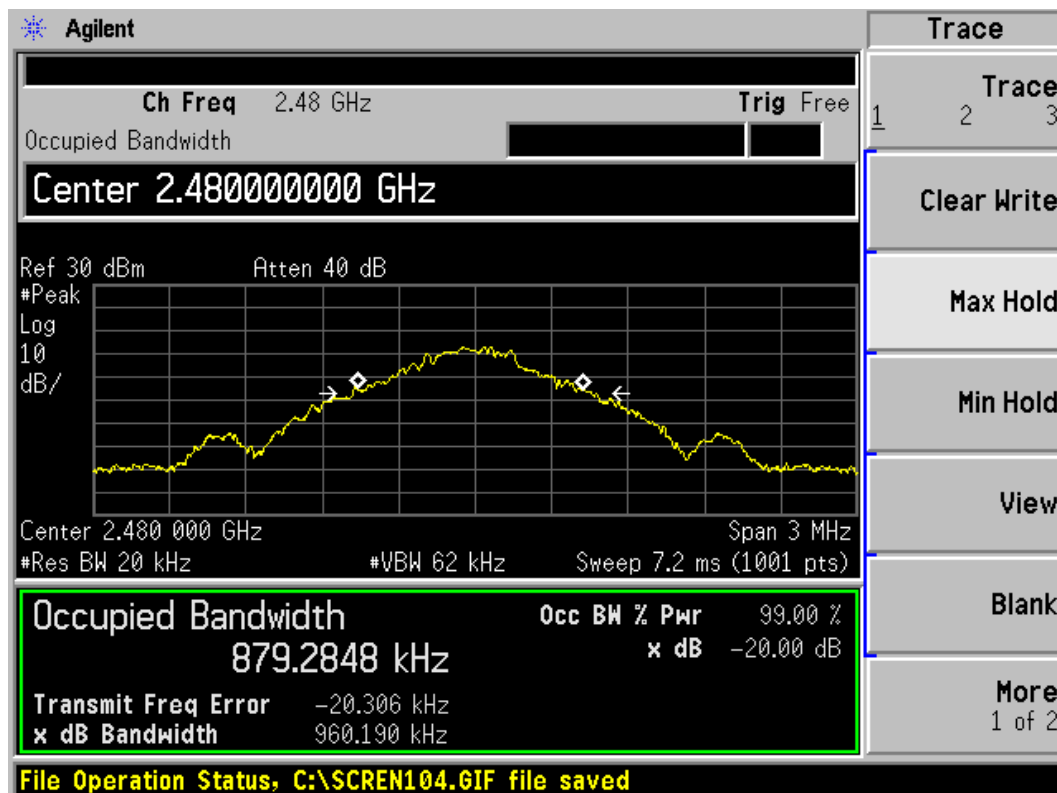 Agilent
Trace
Ch Freq 2.48 GHz Trig Free
Occupied Bandwidth
Center 2.480000000 GHz
Ref 30 dBm Atten 40 dB
#Peak
Log
10
dB/
Center 2.480 000 GHz Span 3 MHz
#Res BW 20 kHz #VBW 62 kHz Sweep 7.2 ms (1001 pts)
Occupied Bandwidth Occ BW % Pwr 99.00 %
879.2848 kHz x dB -20.00 dB
Transmit Freq Error -20.306 kHz
x dB Bandwidth 960.190 kHz
File Operation Status, C:\SCREN104.GIF file saved
Trace
1 2 3
Clear Write
Max Hold
Min Hold
View
Blank
More
1 of 2